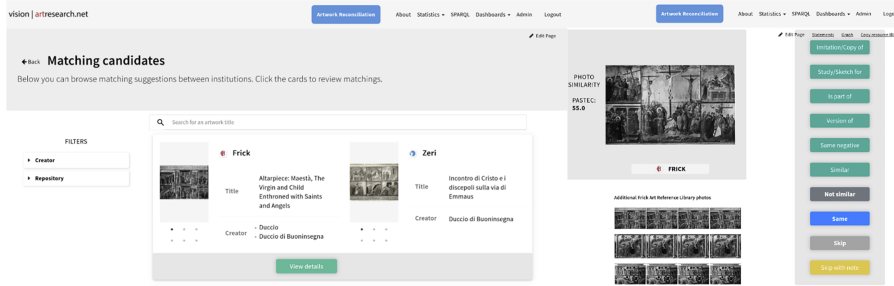 vision | artresearch.net
Artwork Reconciliation
About Statistics SPARQL Dashboards Admin Logout
Edit Page
Back Matching candidates
Below you can browse matching suggestions between institutions. Click the cards to review matchings.
Search for an artwork title
FILTERS
Creator
Repository
Frick
Title
Altarpiece: Maestà, The
Virgin and Child
Enthroned with Saints
and Angels
Creator
- Duccio
- Duccio di Buoninsegna
Zeri
Title
Incontro di Cristo e i
discepoli sulla via di
Emmaus
Creator
Duccio di Buoninsegna
View details
Artwork Reconciliation
About Statistics SPARQL Dashboards Admin
Edit Page Statements Graph
PHOTO
SIMILARITY
PASTEC:
55.0
FRICK
Additional Frick Art Reference Library photos
Imitation/Copy of
Study/Sketch for
Is part of
Version of
Same negative
Similar
Not similar
Same
Skip
Skip with note